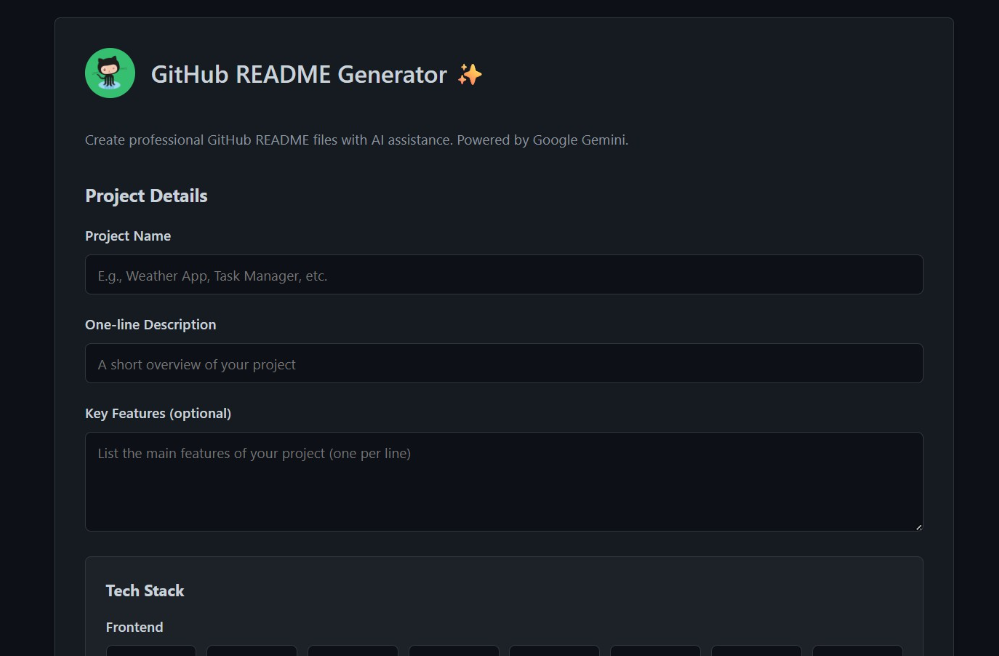 GitHub README Generator ✨
Create professional GitHub README files with AI assistance. Powered by Google Gemini.
Project Details
Project Name
E.g., Weather App, Task Manager, etc.
One-line Description
A short overview of your project
Key Features (optional)
List the main features of your project (one per line)
Tech Stack
Frontend